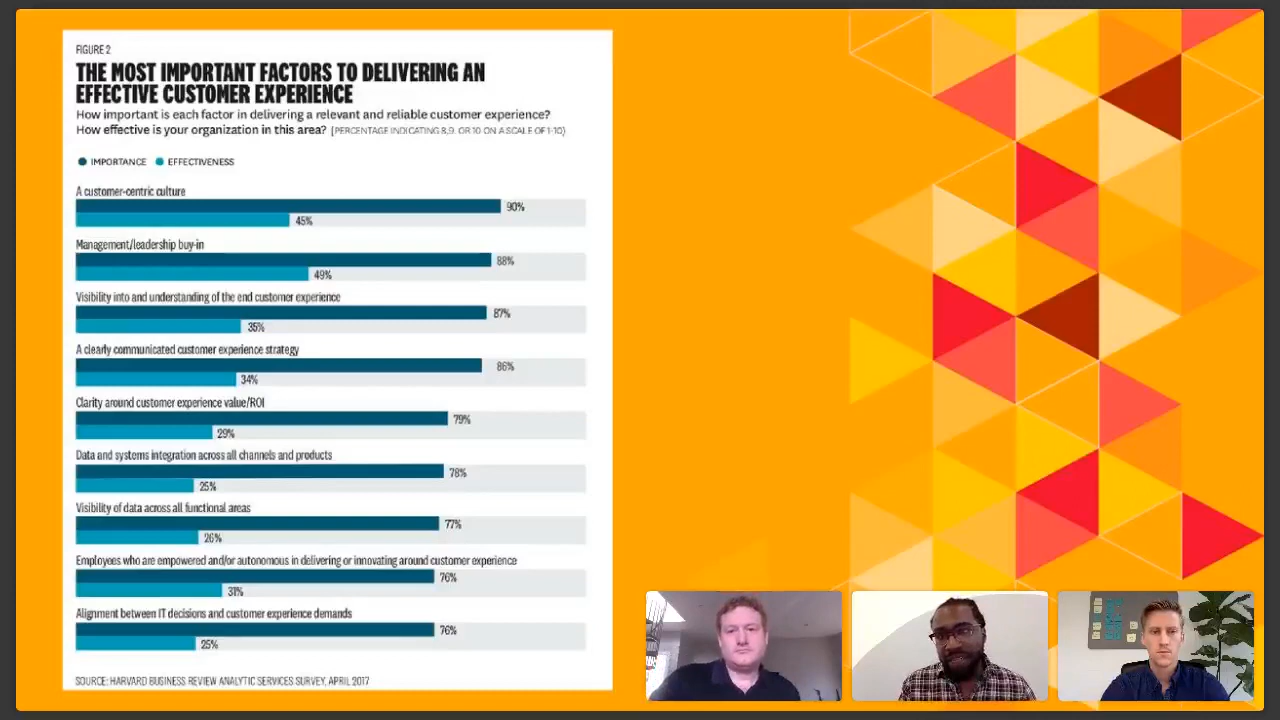 FIGURE 2
THE MOST IMPORTANT FACTORS TO DELIVERING AN
EFFECTIVE CUSTOMER EXPERIENCE
How important is each factor in delivering a relevant and reliable customer experience?
How effective is your organization in this area? (PERCENTAGE INDICATING 8,9, OR 10 ON A SCALE OF 1-10)
IMPORTANCE EFFECTIVENESS
A customer-centric culture
90%
45%
Management/leadership buy-in
88%
49%
Visibility into and understanding of the end customer experience
87%
35%
A clearly communicated customer experience strategy
86%
34%
Clarity around customer experience value/ROI
79%
29%
Data and systems integration across all channels and products
78%
25%
Visibility of data across all functional areas
77%
26%
Employees who are empowered and/or autonomous in delivering or innovating around customer experience
76%
31%
Alignment between IT decisions and customer experience demands
76%
25%
SOURCE: HARVARD BUSINESS REVIEW ANALYTIC SERVICES SURVEY, APRIL 2017